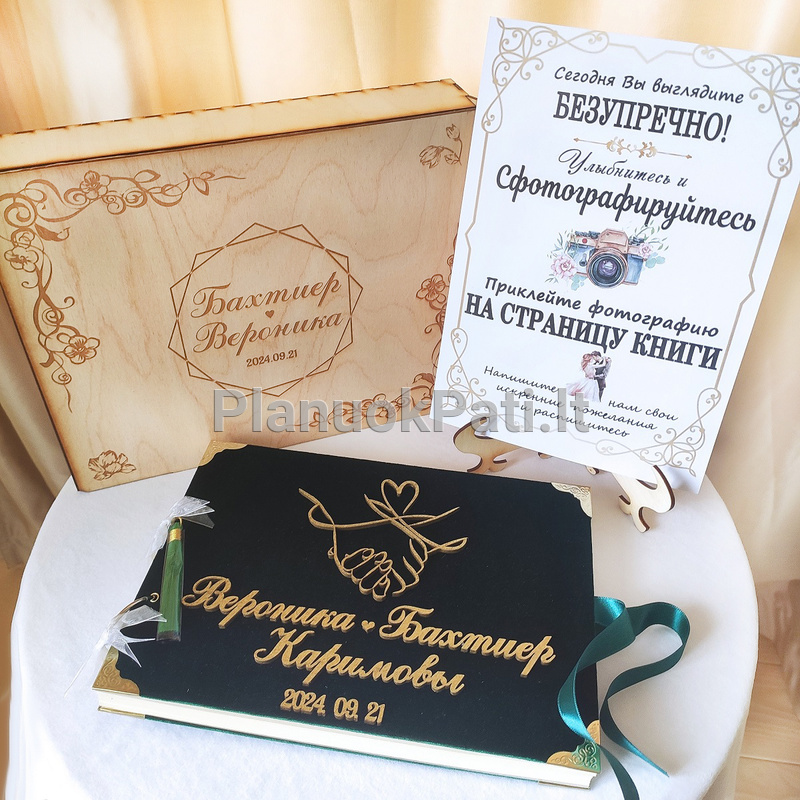 Бахтиер
Вероника
2024.09.21
Сегодня Вы выглядите
БЕЗУПРЕЧНО!
Улыбнитесь и
Сфотографируйтесь
Приклейте фотографию
НА СТРАНИЦУ КНИГИ
Напишите нам свои
искренние пожелания
и распишитесь
PlanuokPati.lt
Вероника Бахтиер
Каримовы
2024. 09. 21